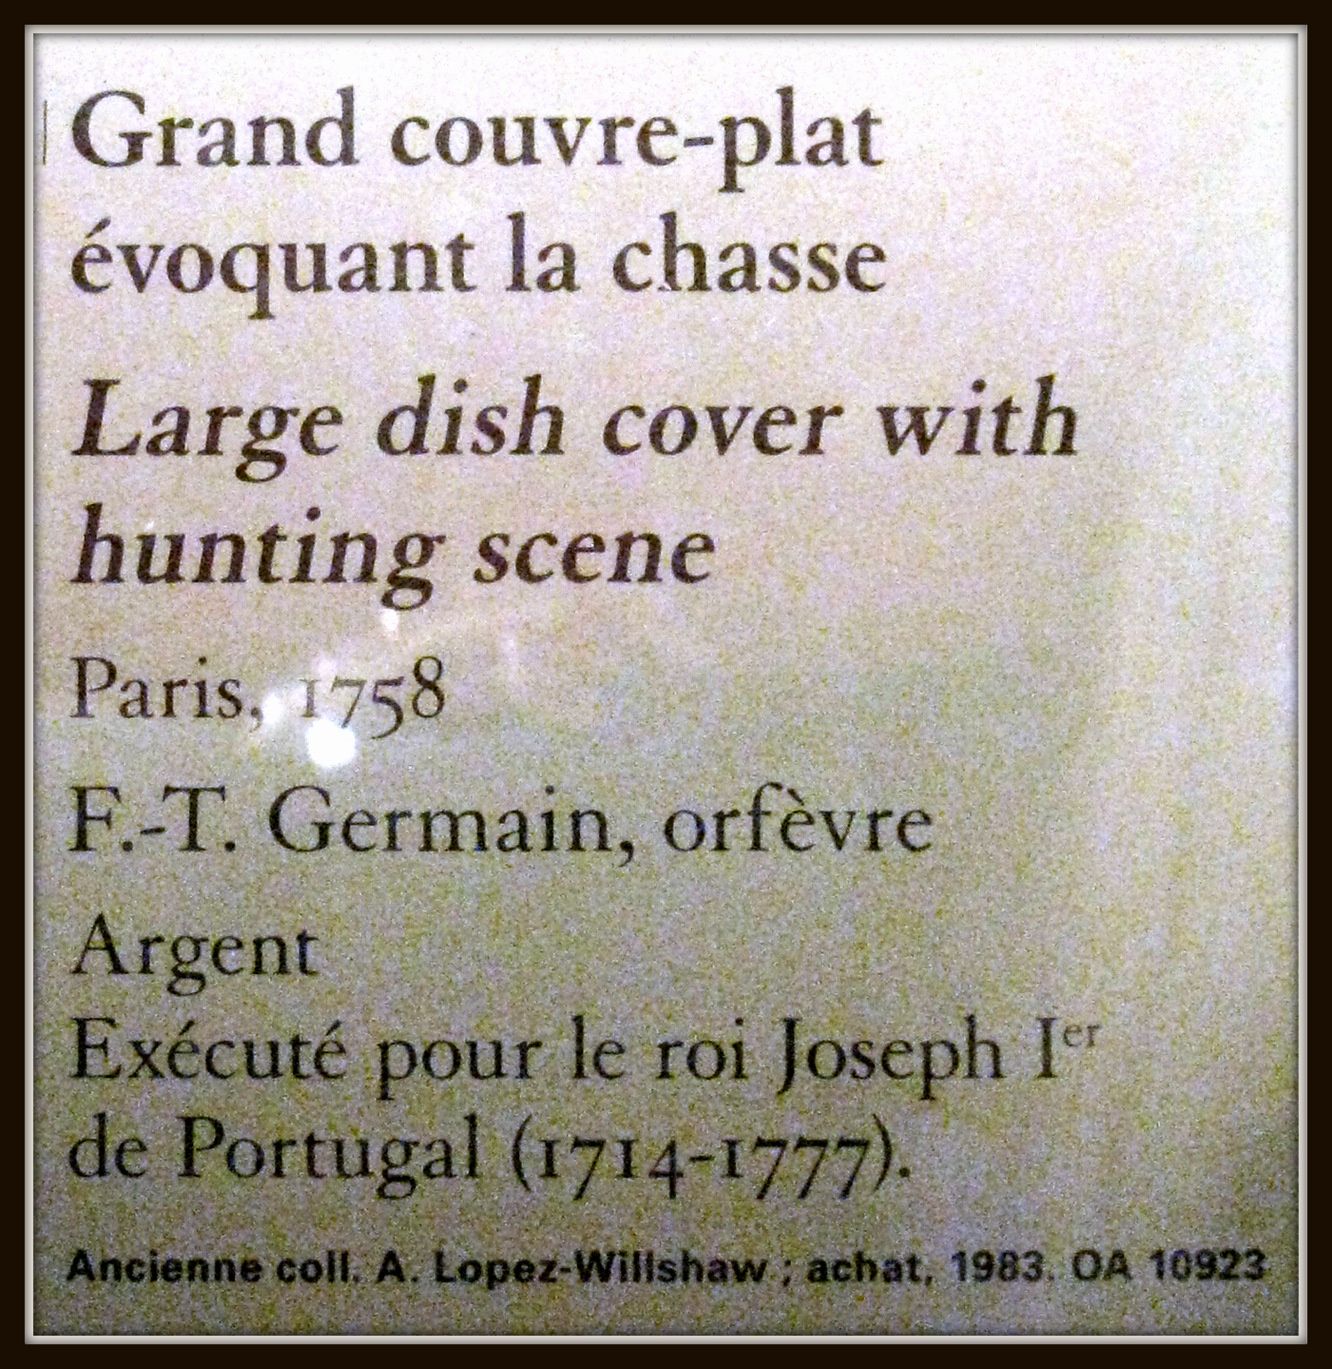 Grand couvre-plat
évoquant la chasse
Large dish cover with
hunting scene
Paris, 1758
F.-T. Germain, orfèvre
Argent
Exécuté pour le roi Joseph Ier
de Portugal (1714-1777).
Ancienne coll. A. Lopez-Willshaw ; achat, 1983. OA 10923